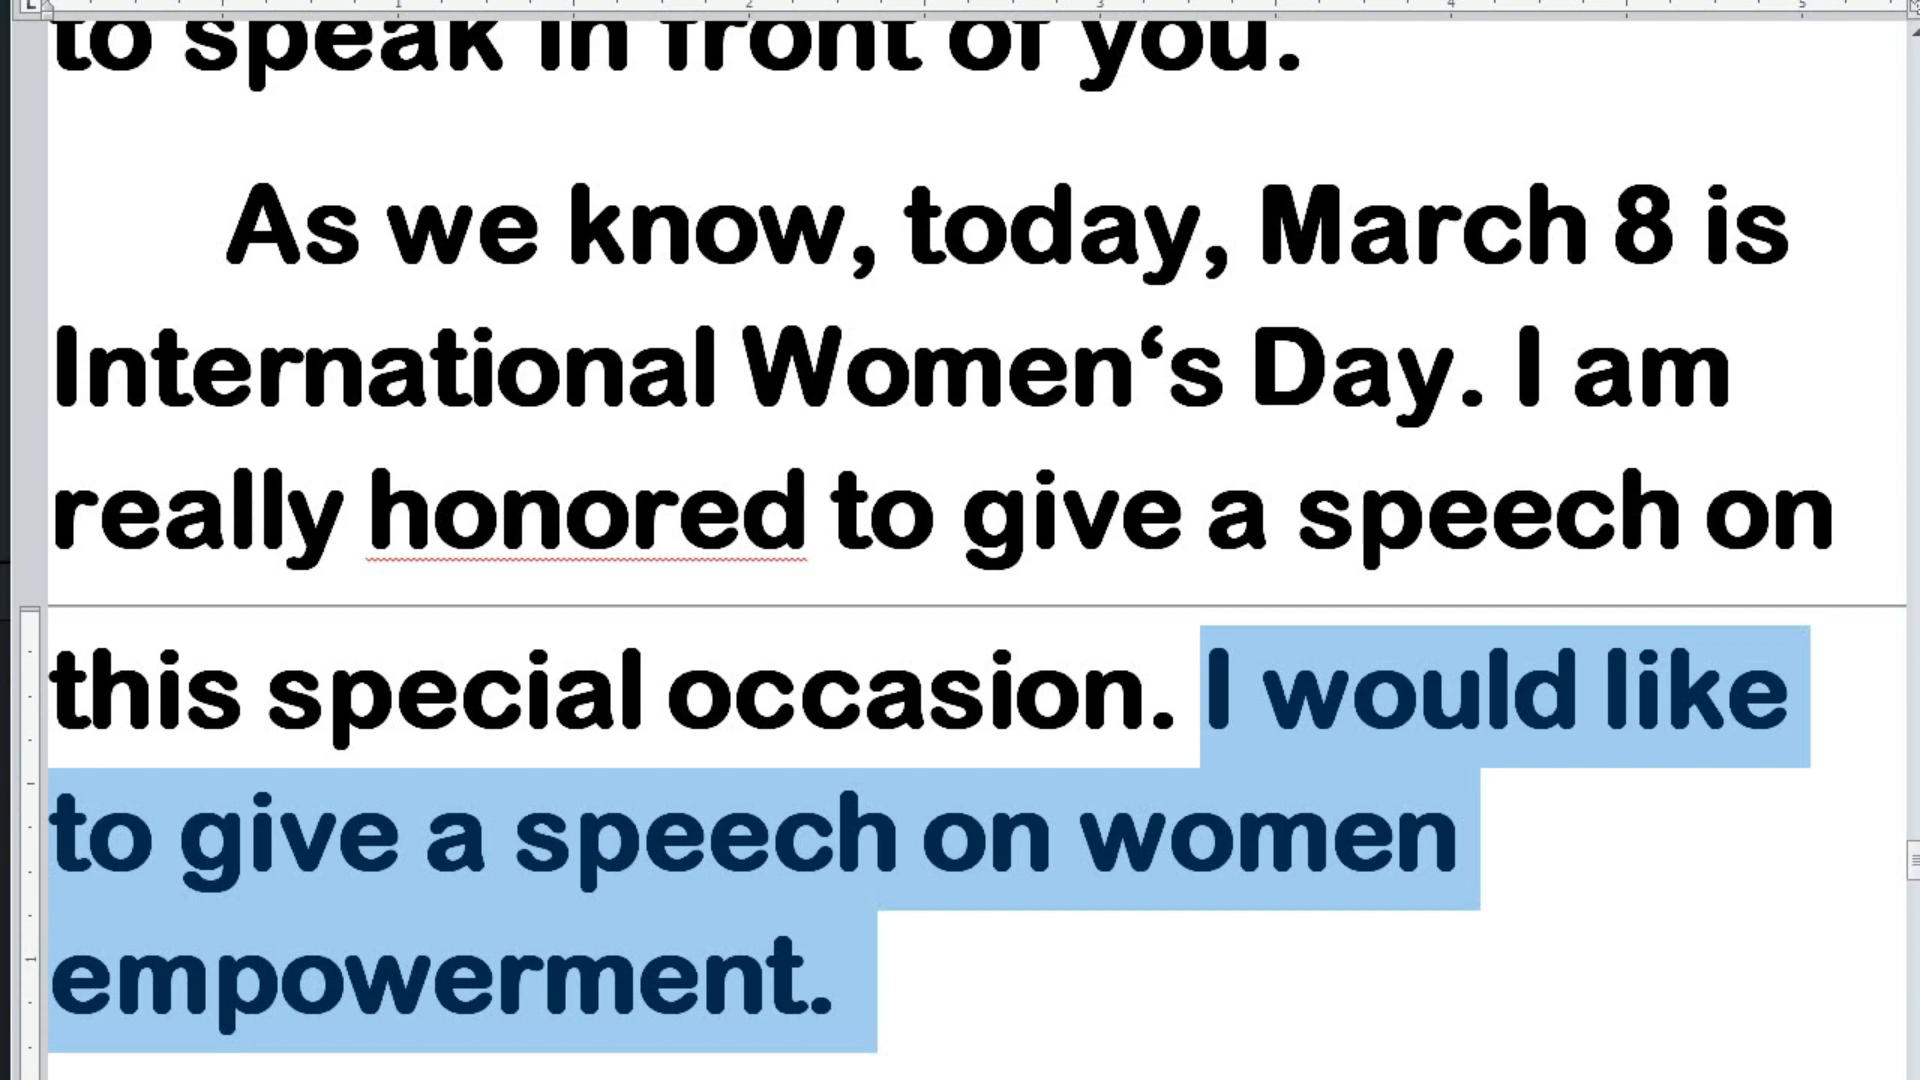 to speak in front of you.
As we know, today, March 8 is
International Women‘s Day. I am
really honored to give a speech on
this special occasion. I would like
to give a speech on women
empowerment.